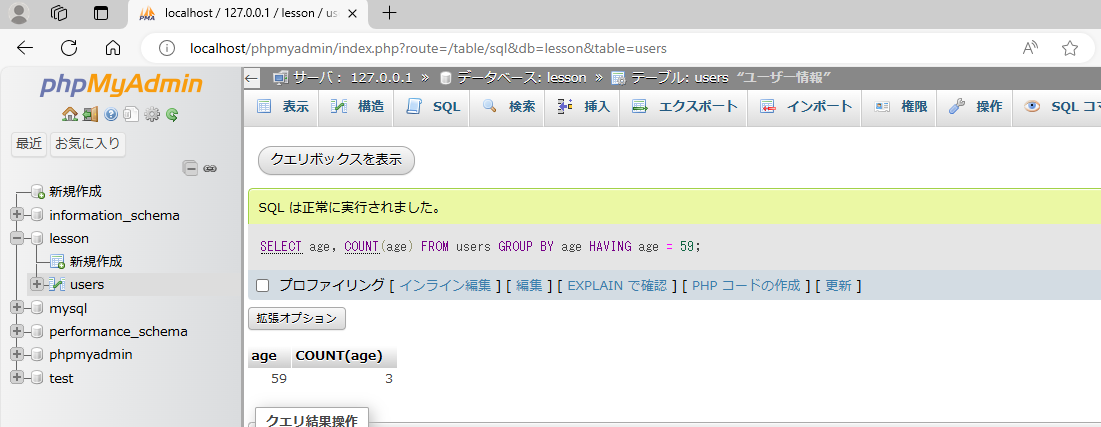 localhost / 127.0.0.1 / lesson / us
localhost/phpmyadmin/index.php?route=/table/sql&db=lesson&table=users
phpMyAdmin
最近 お気に入り
新規作成
information_schema
lesson
新規作成
users
mysql
performance_schema
phpmyadmin
test
サーバ: 127.0.0.1 » データベース: lesson » テーブル: users “ユーザー情報”
表示 構造 SQL 検索 挿入 エクスポート インポート 権限 操作 SQL コマ
クエリボックスを表示
SQL は正常に実行されました。
SELECT age, COUNT(age) FROM users GROUP BY age HAVING age = 59;
プロファイリング [ インライン編集 ] [ 編集 ] [ EXPLAIN で確認 ] [ PHP コードの作成 ] [ 更新 ]
拡張オプション
age COUNT(age)
59 3
クエリ結果操作